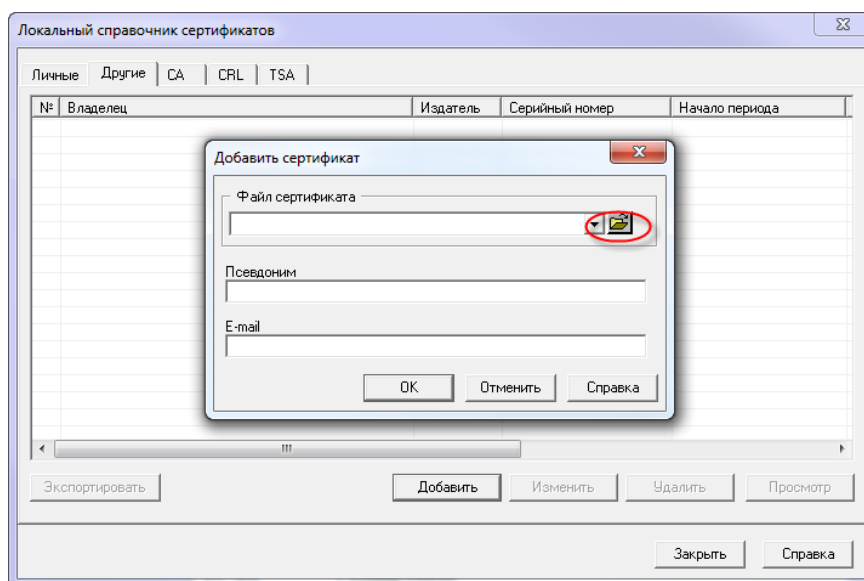 Локальный справочник сертификатов
Личные Другие CA CRL TSA
№ Владелец Издатель Серийный номер Начало периода
Добавить сертификат
Файл сертификата
Псевдоним
E-mail
OK Отменить Справка
Экспортировать Добавить Изменить Удалить Просмотр
Закрыть Справка